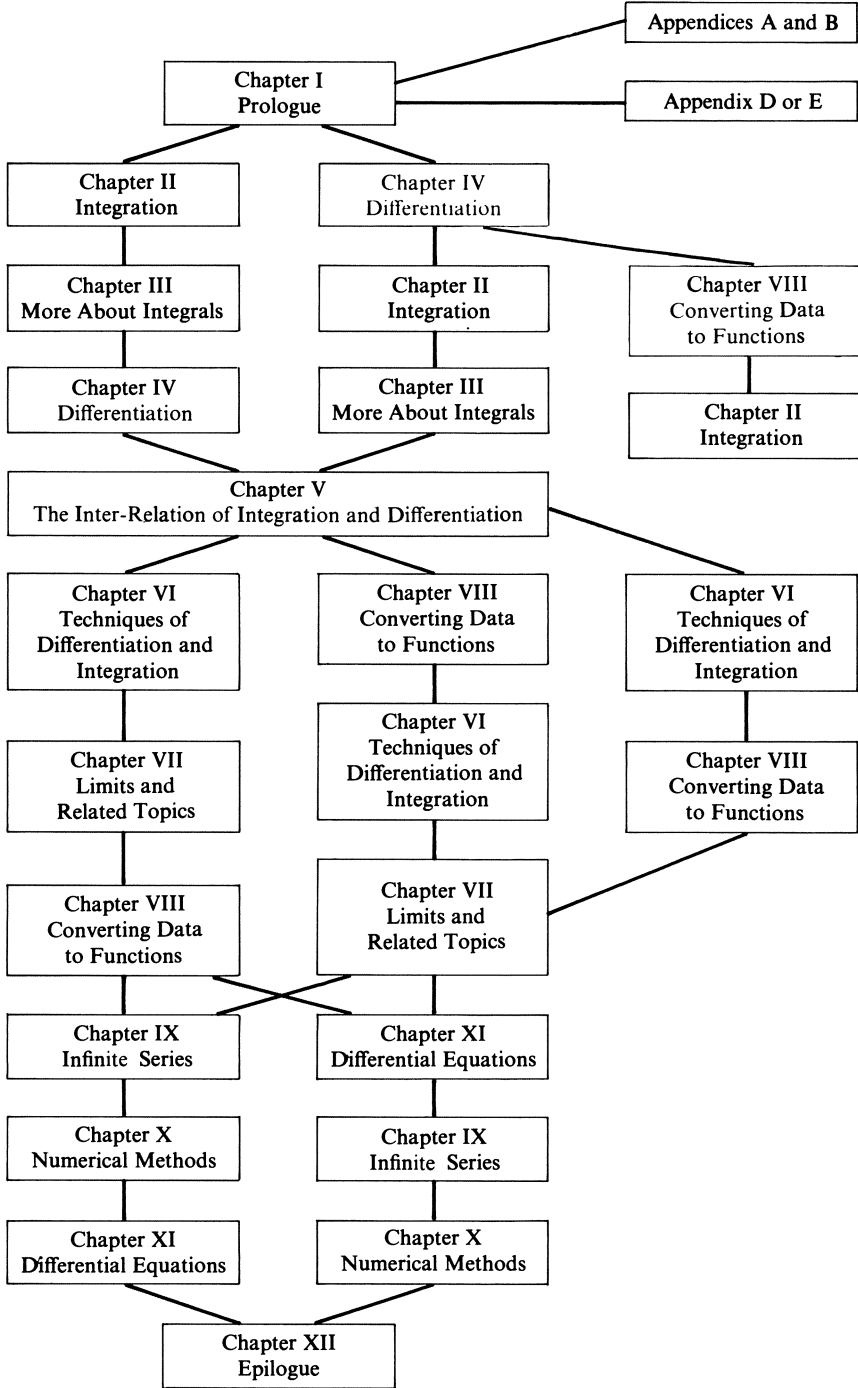 Appendices A and B
Chapter I
Prologue
Appendix D or E
Chapter II
Integration
Chapter IV
Differentiation
Chapter III
More About Integrals
Chapter II
Integration
Chapter VIII
Converting Data
to Functions
Chapter IV
Differentiation
Chapter III
More About Integrals
Chapter II
Integration
Chapter V
The Inter-Relation of Integration and Differentiation
Chapter VI
Techniques of
Differentiation and
Integration
Chapter VIII
Converting Data
to Functions
Chapter VI
Techniques of
Differentiation and
Integration
Chapter VII
Limits and
Related Topics
Chapter VI
Techniques of
Differentiation and
Integration
Chapter VIII
Converting Data
to Functions
Chapter VIII
Converting Data
to Functions
Chapter VII
Limits and
Related Topics
Chapter IX
Infinite Series
Chapter XI
Differential Equations
Chapter X
Numerical Methods
Chapter IX
Infinite Series
Chapter XI
Differential Equations
Chapter X
Numerical Methods
Chapter XII
Epilogue